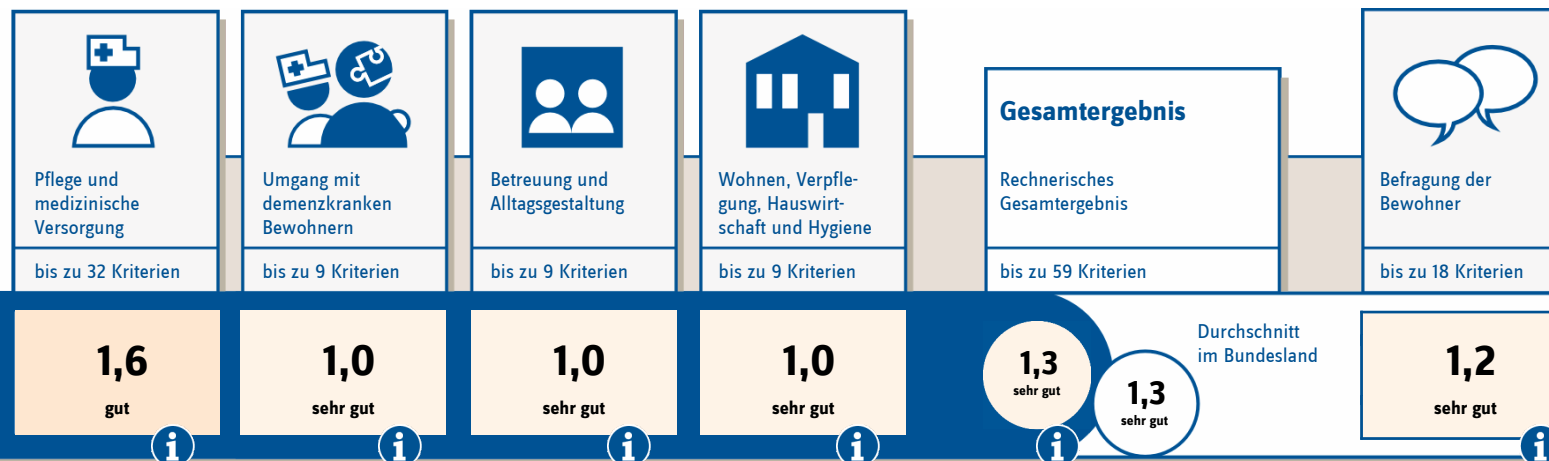 Pflege und
medizinische
Versorgung
bis zu 32 Kriterien
1,6
gut
Umgang mit
demenzkranken
Bewohnern
bis zu 9 Kriterien
1,0
sehr gut
Betreuung und
Alltagsgestaltung
bis zu 9 Kriterien
1,0
sehr gut
Wohnen, Verpfle-
gung, Hauswirt-
schaft und Hygiene
bis zu 9 Kriterien
1,0
sehr gut
Gesamtergebnis
Rechnerisches
Gesamtergebnis
bis zu 59 Kriterien
1,3
sehr gut
Durchschnitt
im Bundesland
1,3
sehr gut
Befragung der
Bewohner
bis zu 18 Kriterien
1,2
sehr gut